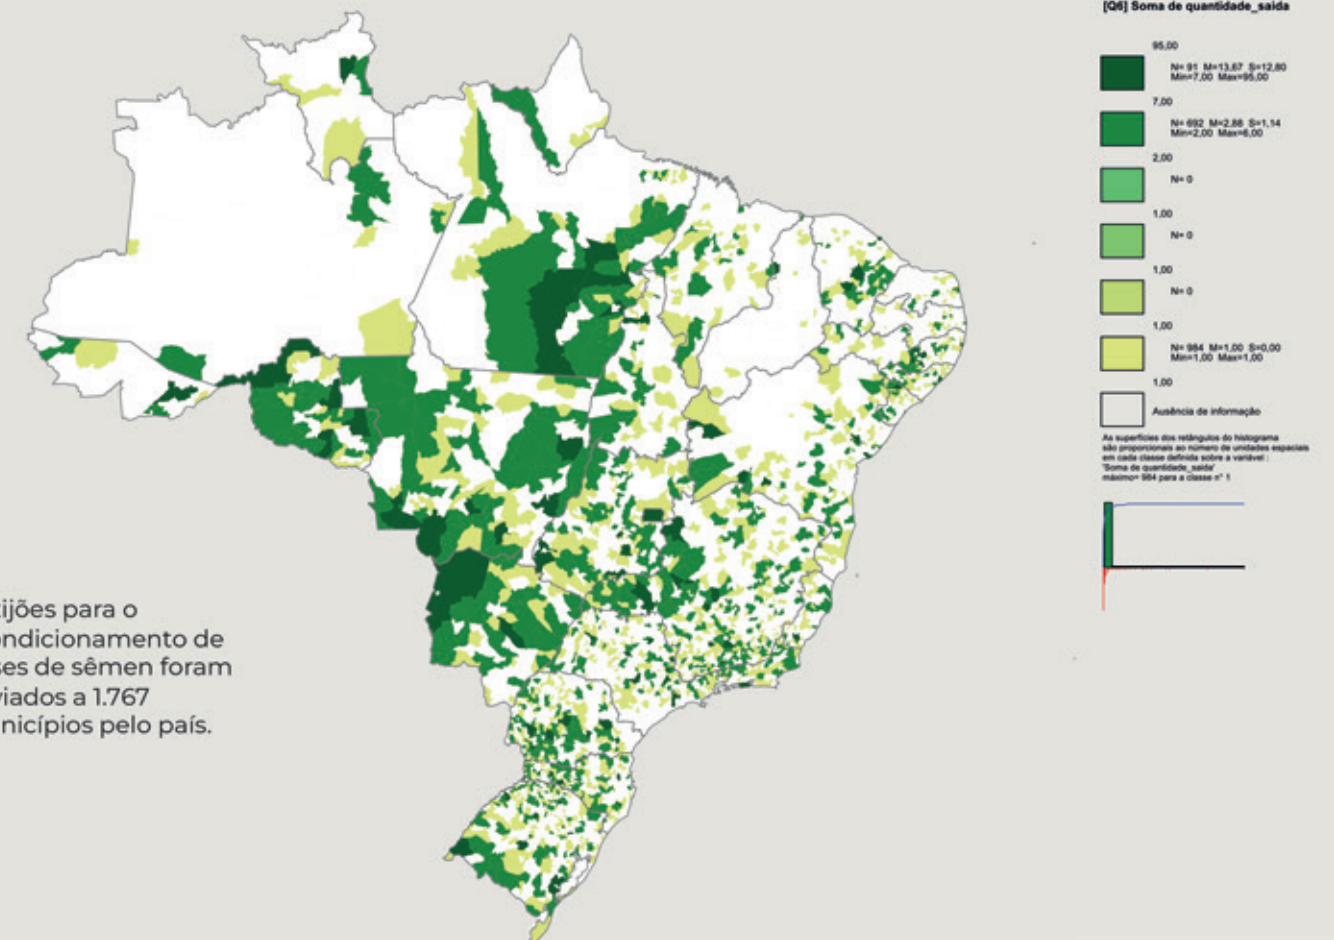 [Q6] Soma de quantidade_saida
95,00
N= 91 M=13,67 S=12,80
Min=7,00 Max=95,00
7,00
N= 692 M=2,88 S=1,14
Min=2,00 Max=6,00
2,00
N= 0
1,00
N= 0
1,00
N= 0
1,00
N= 984 M=1,00 S=0,00
Min=1,00 Max=1,00
1,00
Ausência de informação
As superfícies dos retângulos do histograma
são proporcionais ao número de unidades espaciais
em cada classe definida sobre a variável :
'Soma de quantidade_saida'
máximo= 984 para a classe n° 1
tijões para o
ondicionamento de
ses de sêmen foram
viados a 1.767
nicípios pelo país.